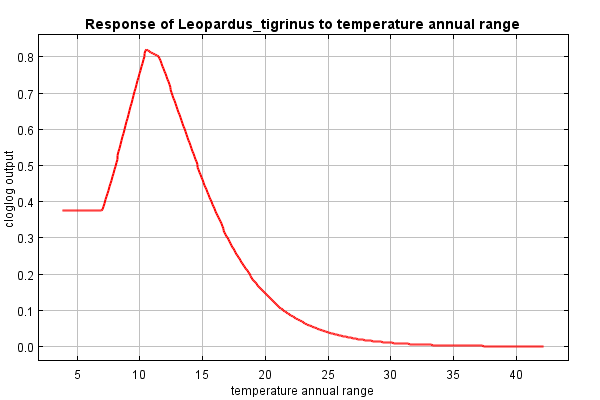 Response of Leopardus_tigrinus to temperature annual range
0.8
0.7
0.6
0.5
0.4
0.3
0.2
0.1
0.0
cloglog output
5 10 15 20 25 30 35 40
temperature annual range